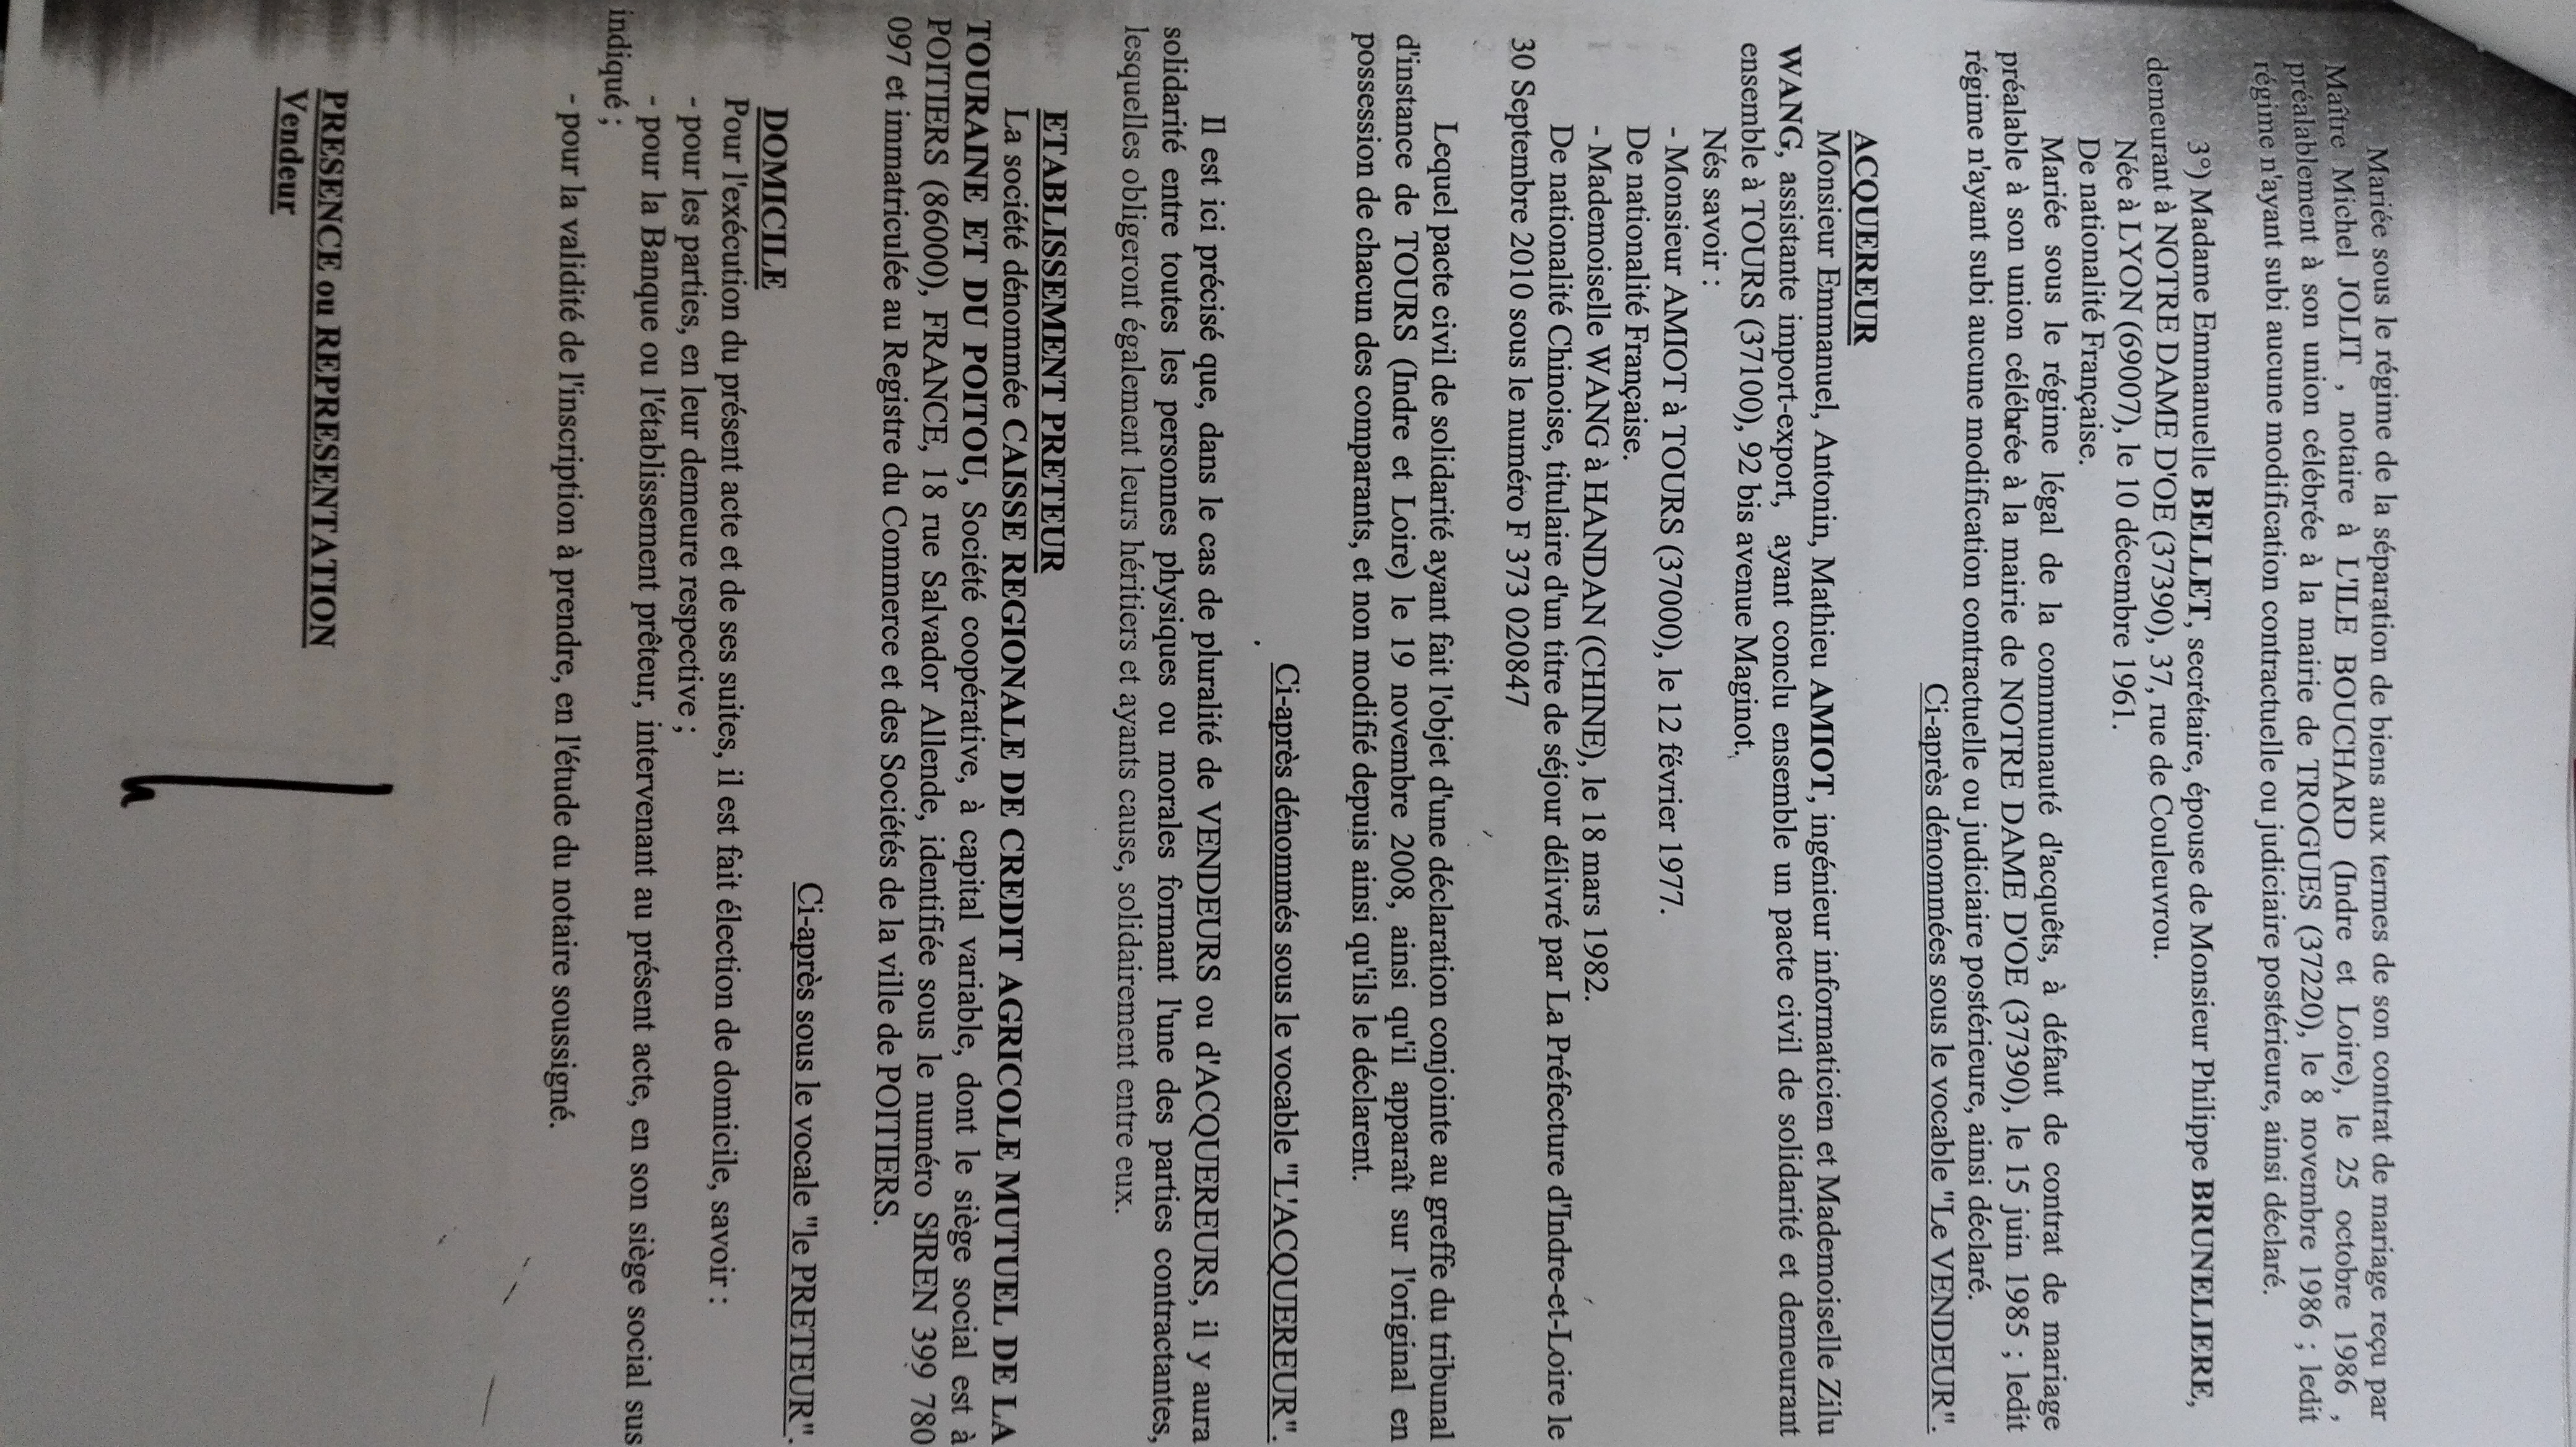 Mariée sous le régime de la séparation de biens aux termes de son contrat de mariage reçu par
Maître Michel JOLIT , notaire à L'ILE BOUCHARD (Indre et Loire), le 25 octobre 1986 ,
préalablement à son union célébrée à la mairie de TROGUES (37220), le 8 novembre 1986 ; ledit
régime n'ayant subi aucune modification contractuelle ou judiciaire postérieure, ainsi déclaré.
3°) Madame Emmanuelle BELLET, secrétaire, épouse de Monsieur Philippe BRUNELIERE,
demeurant à NOTRE DAME D'OE (37390), 37, rue de Couleuvrou.
Née à LYON (69007), le 10 décembre 1961.
De nationalité Française.
Mariée sous le régime légal de la communauté d'acquêts, à défaut de contrat de mariage
préalable à son union célébrée à la mairie de NOTRE DAME D'OE (37390), le 15 juin 1985 ; ledit
régime n'ayant subi aucune modification contractuelle ou judiciaire postérieure, ainsi déclaré.
Ci-après dénommées sous le vocable "Le VENDEUR".
ACQUEREUR
Monsieur Emmanuel, Antonin, Mathieu AMIOT, ingénieur informaticien et Mademoiselle Zilu
WANG, assistante import-export, ayant conclu ensemble un pacte civil de solidarité et demeurant
ensemble à TOURS (37100), 92 bis avenue Maginot.
Nés savoir :
- Monsieur AMIOT à TOURS (37000), le 12 février 1977.
De nationalité Française.
- Mademoiselle WANG à HANDAN (CHINE), le 18 mars 1982.
De nationalité Chinoise, titulaire d'un titre de séjour délivré par La Préfecture d'Indre-et-Loire le
30 Septembre 2010 sous le numéro F 373 020847
Lequel pacte civil de solidarité ayant fait l'objet d'une déclaration conjointe au greffe du tribunal
d'instance de TOURS (Indre et Loire) le 19 novembre 2008, ainsi qu'il apparaît sur l'original en
possession de chacun des comparants, et non modifié depuis ainsi qu'ils le déclarent.
Ci-après dénommés sous le vocable "L'ACQUEREUR".
Il est ici précisé que, dans le cas de pluralité de VENDEURS ou d'ACQUEREURS, il y aura
solidarité entre toutes les personnes physiques ou morales formant l'une des parties contractantes,
lesquelles obligeront également leurs héritiers et ayants cause, solidairement entre eux.
ETABLISSEMENT PRETEUR
La société dénommée CAISSE REGIONALE DE CREDIT AGRICOLE MUTUEL DE LA
TOURAINE ET DU POITOU, Société coopérative, à capital variable, dont le siège social est à
POITIERS (86000), FRANCE, 18 rue Salvador Allende, identifiée sous le numéro SIREN 399 780
097 et immatriculée au Registre du Commerce et des Sociétés de la ville de POITIERS.
Ci-après sous le vocale "le PRETEUR".
DOMICILE
Pour l'exécution du présent acte et de ses suites, il est fait élection de domicile, savoir :
- pour les parties, en leur demeure respective ;
- pour la Banque ou l'établissement prêteur, intervenant au présent acte, en son siège social sus
indiqué ;
- pour la validité de l'inscription à prendre, en l'étude du notaire soussigné.
PRESENCE ou REPRESENTATION
Vendeur